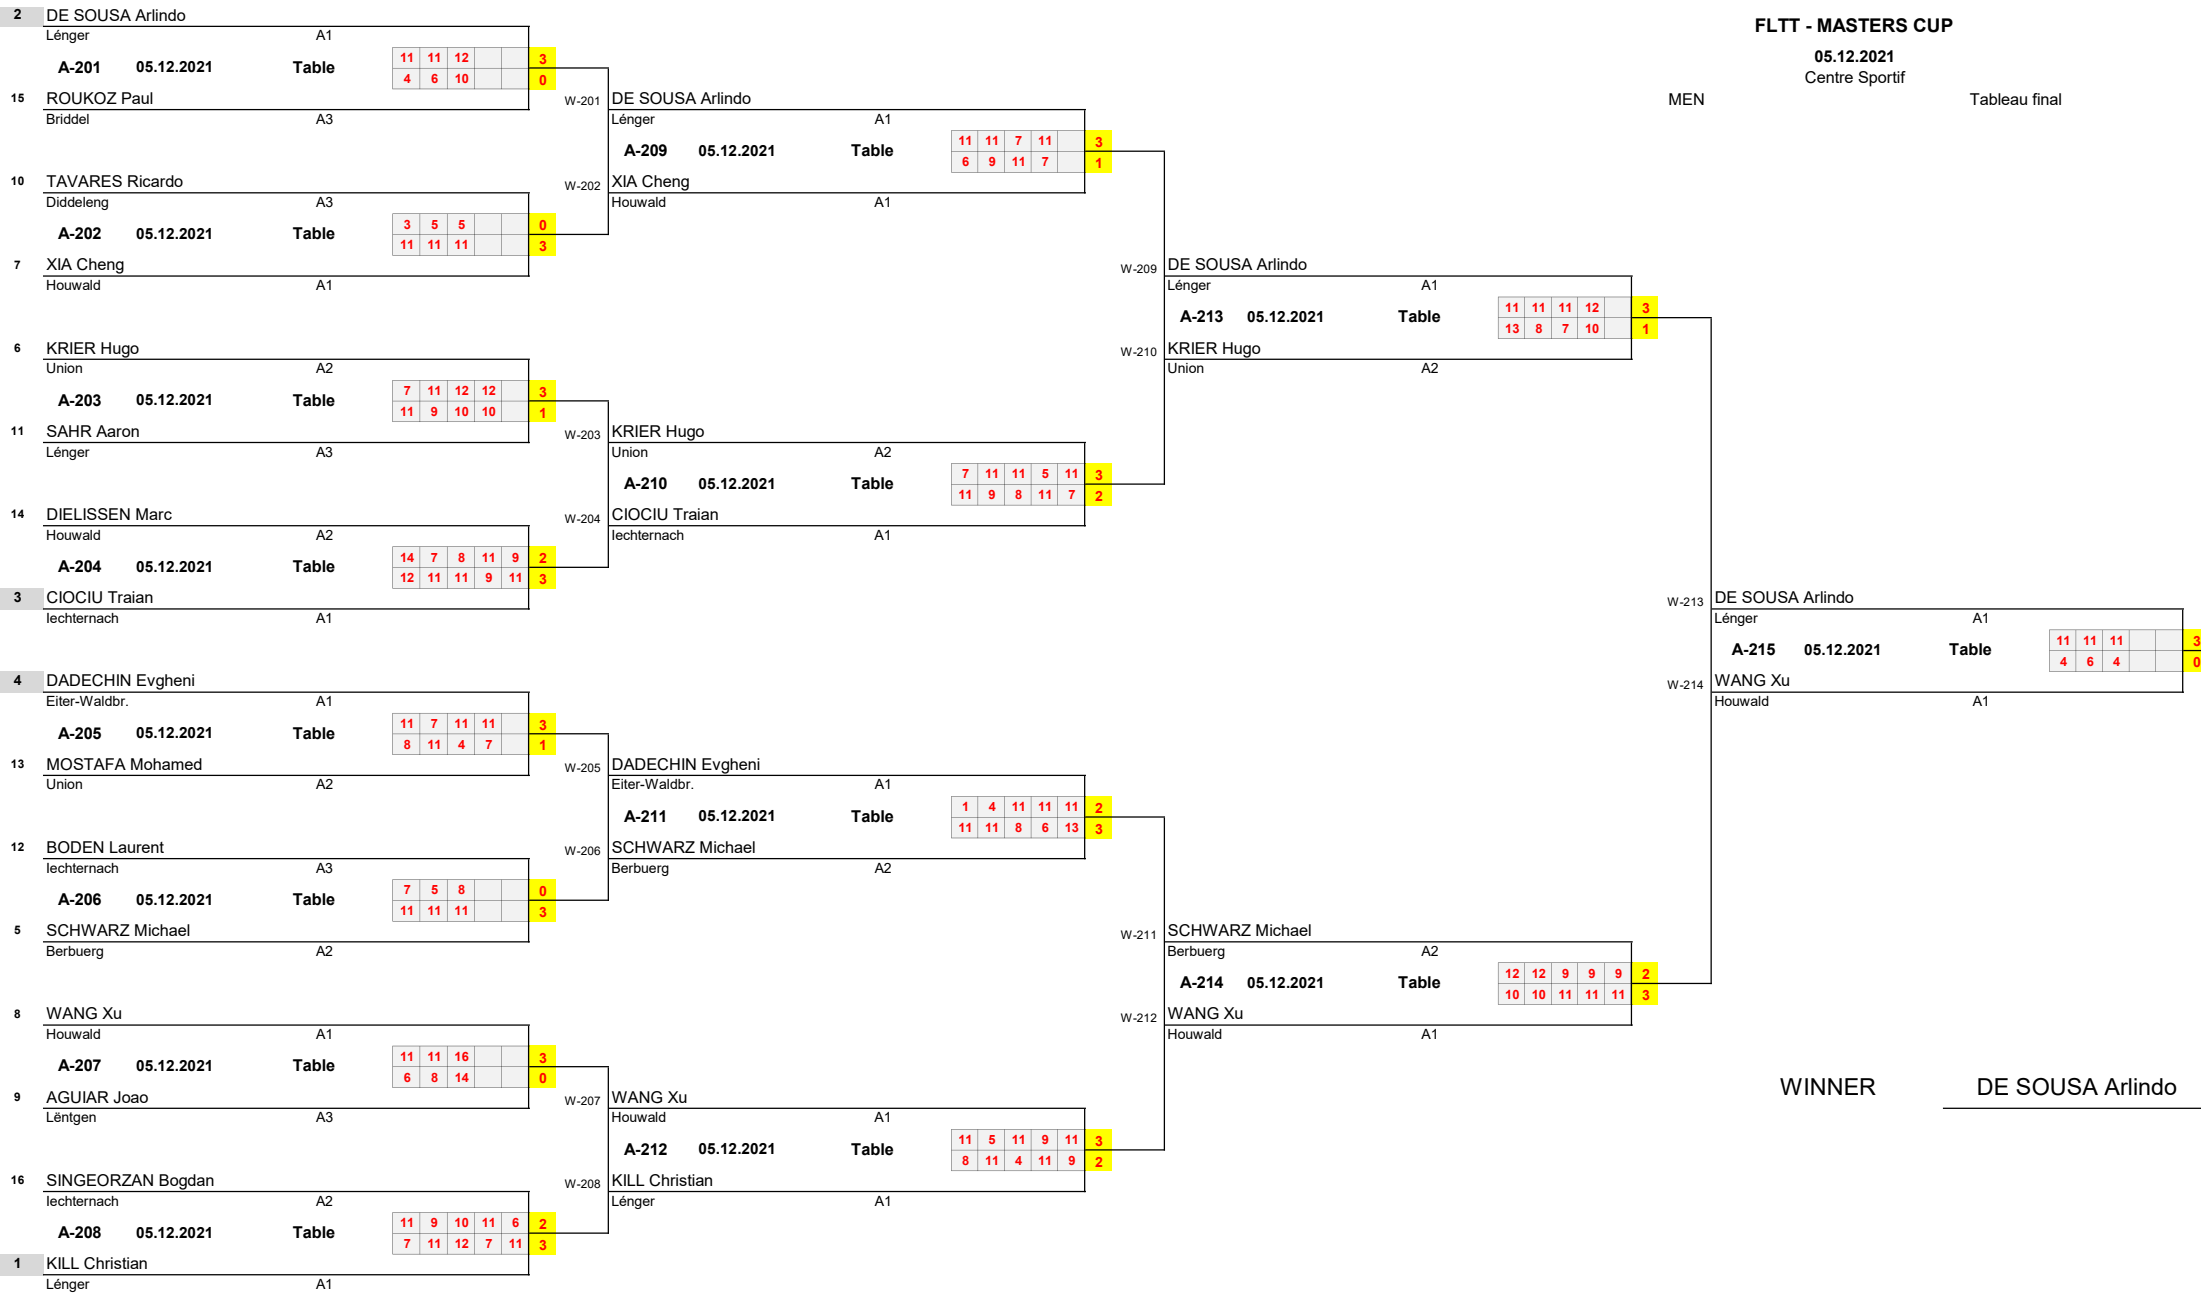 FLTT - MASTERS CUP
05.12.2021
Centre Sportif
MEN Tableau final
2 DE SOUSA Arlindo
Lénger A1
A-201 05.12.2021 Table
11 11 12 3
4 6 10 0
15 ROUKOZ Paul
Briddel A3
10 TAVARES Ricardo
Diddeleng A3
A-202 05.12.2021 Table
3 5 5 0
11 11 11 3
7 XIA Cheng
Houwald A1
6 KRIER Hugo
Union A2
A-203 05.12.2021 Table
7 11 12 12 3
11 9 10 10 1
11 SAHR Aaron
Lénger A3
14 DIELISSEN Marc
Houwald A2
A-204 05.12.2021 Table
14 7 8 11 9 2
12 11 11 9 11 3
3 CIOCIU Traian
Iechternach A1
4 DADECHIN Evgheni
Eiter-Waldbr. A1
A-205 05.12.2021 Table
11 7 11 11 3
8 11 4 7 1
13 MOSTAFA Mohamed
Union A2
12 BODEN Laurent
Iechternach A3
A-206 05.12.2021 Table
7 5 8 0
11 11 11 3
5 SCHWARZ Michael
Berbuerg A2
8 WANG Xu
Houwald A1
A-207 05.12.2021 Table
11 11 16 3
6 8 14 0
9 AGUIAR Joao
Lëntgen A3
16 SINGEORZAN Bogdan
Iechternach A2
A-208 05.12.2021 Table
11 9 10 11 6 2
7 11 12 7 11 3
1 KILL Christian
Lénger A1
W-201 DE SOUSA Arlindo
Lénger A1
A-209 05.12.2021 Table
11 11 7 11 3
6 9 11 7 1
W-202 XIA Cheng
Houwald A1
W-203 KRIER Hugo
Union A2
A-210 05.12.2021 Table
7 11 11 5 11 3
11 9 8 11 7 2
W-204 CIOCIU Traian
Iechternach A1
W-205 DADECHIN Evgheni
Eiter-Waldbr. A1
A-211 05.12.2021 Table
1 4 11 11 11 2
11 11 8 6 13 3
W-206 SCHWARZ Michael
Berbuerg A2
W-207 WANG Xu
Houwald A1
A-212 05.12.2021 Table
11 5 11 9 11 3
8 11 4 11 9 2
W-208 KILL Christian
Lénger A1
W-209 DE SOUSA Arlindo
Lénger A1
A-213 05.12.2021 Table
11 11 11 12 3
13 8 7 10 1
W-210 KRIER Hugo
Union A2
W-211 SCHWARZ Michael
Berbuerg A2
A-214 05.12.2021 Table
12 12 9 9 9 2
10 10 11 11 11 3
W-212 WANG Xu
Houwald A1
W-213 DE SOUSA Arlindo
Lénger A1
A-215 05.12.2021 Table
11 11 11 3
4 6 4 0
W-214 WANG Xu
Houwald A1
WINNER DE SOUSA Arlindo